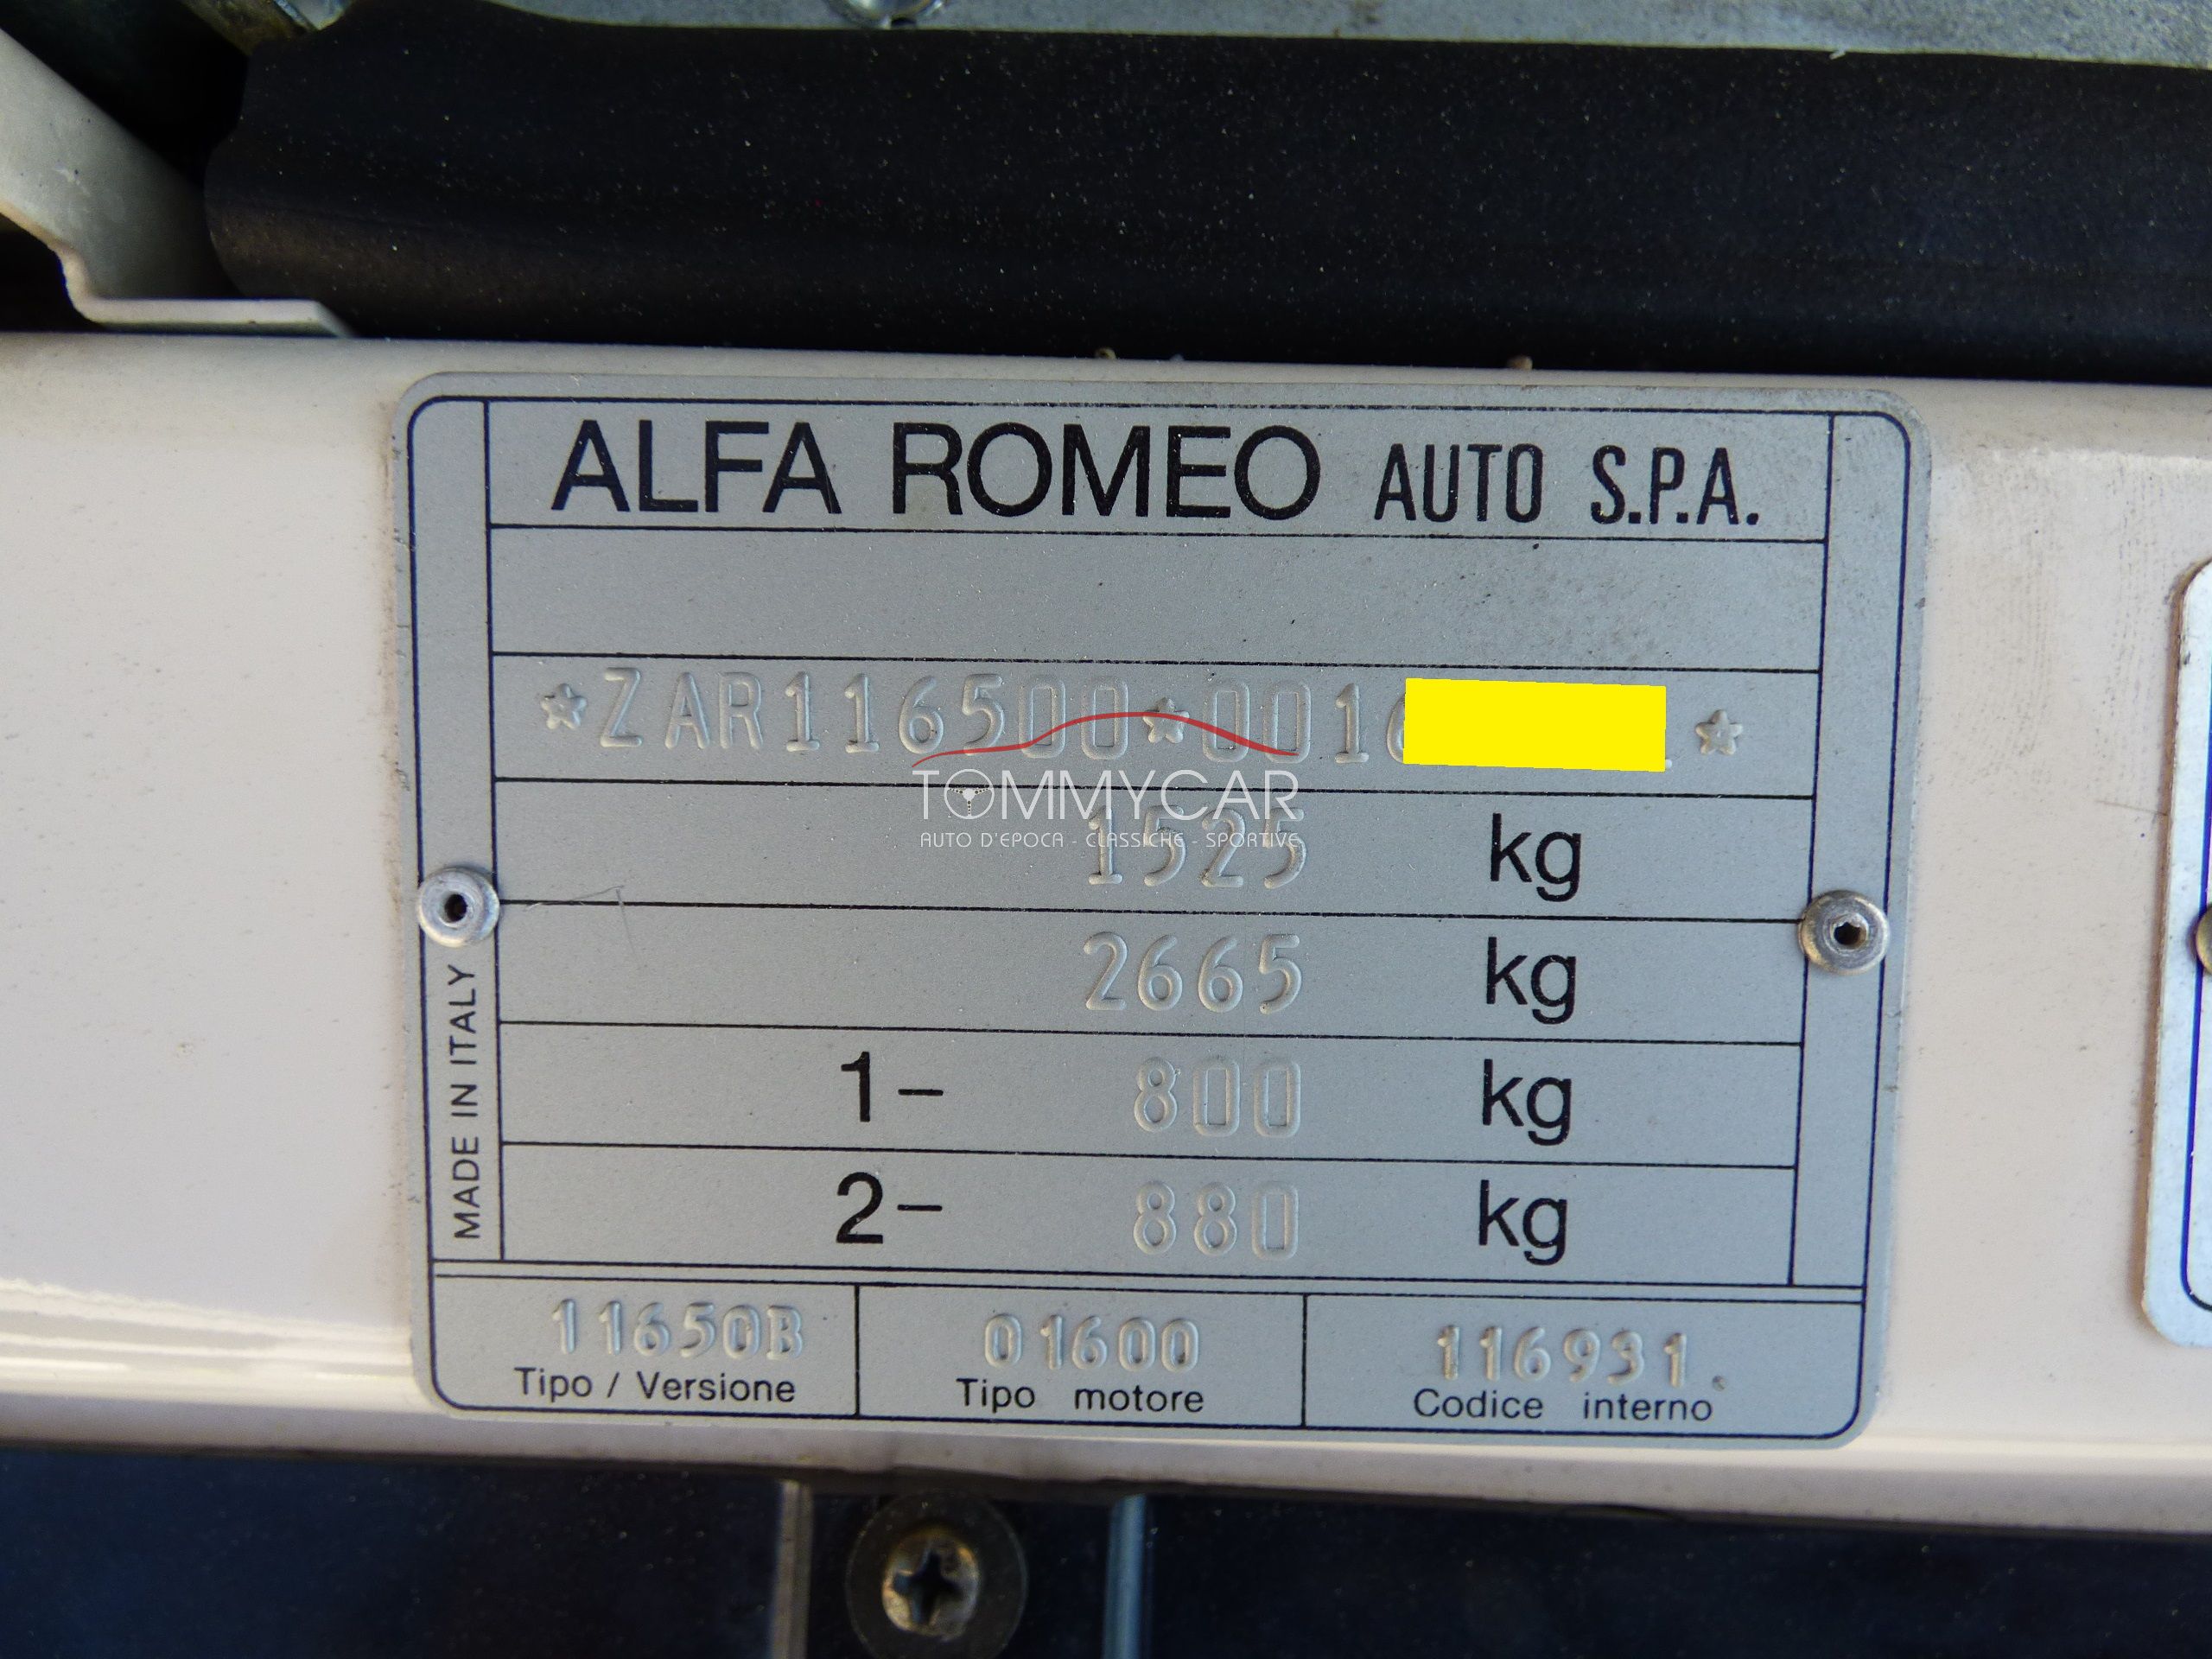 ALFA ROMEO AUTO S.P.A.
*ZAR116500*0016 *
TOMMYCAR
AUTO D'EPOCA - CLASSICHE - SPORTIVE
1525 kg
2665 kg
1- 800 kg
2- 880 kg
MADE IN ITALY
11650B 01600 116931.
Tipo / Versione Tipo motore Codice interno